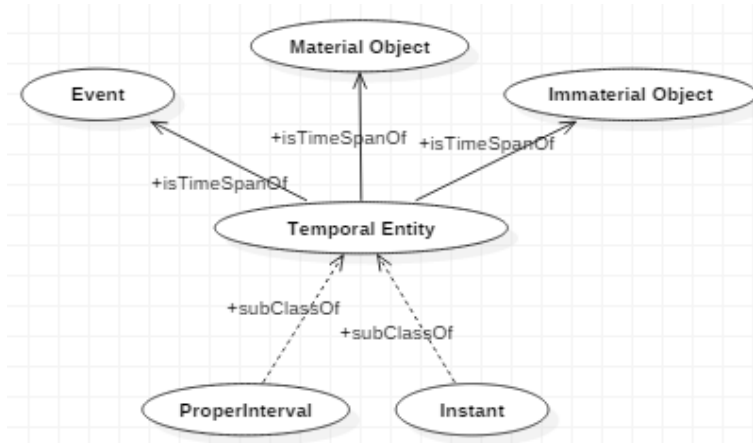 Material Object
Event
Immaterial Object
+isTimeSpanOf
+isTimeSpanOf
+isTimeSpanOf
Temporal Entity
+subClassOf
+subClassOf
ProperInterval
Instant